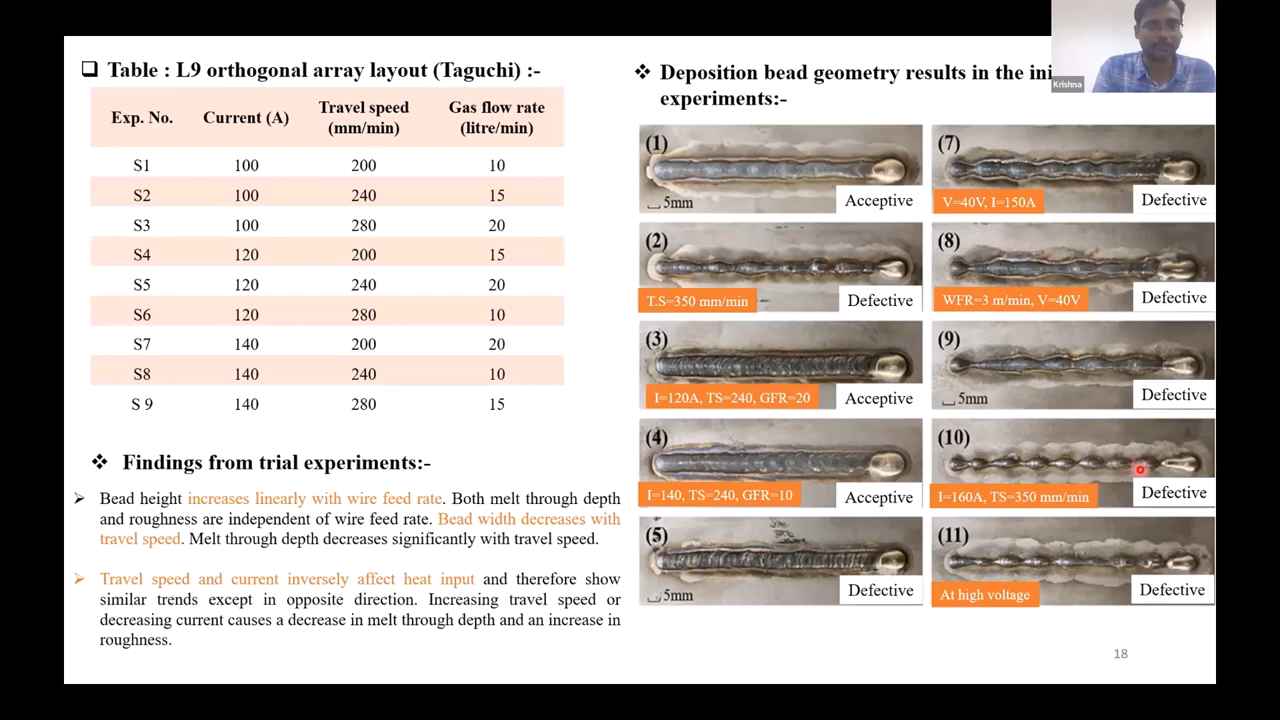 ❑ Table : L9 orthogonal array layout (Taguchi) :-
Exp. No. Current (A) Travel speed (mm/min) Gas flow rate (litre/min)
S1 100 200 10
S2 100 240 15
S3 100 280 20
S4 120 200 15
S5 120 240 20
S6 120 280 10
S7 140 200 20
S8 140 240 10
S 9 140 280 15
❖ Findings from trial experiments:-
➢ Bead height increases linearly with wire feed rate. Both melt through depth
and roughness are independent of wire feed rate. Bead width decreases with
travel speed. Melt through depth decreases significantly with travel speed.
➢ Travel speed and current inversely affect heat input and therefore show
similar trends except in opposite direction. Increasing travel speed or
decreasing current causes a decrease in melt through depth and an increase in
roughness.
❖ Deposition bead geometry results in the ini
experiments:-
(1)
5mm
Acceptive
(2)
T.S=350 mm/min
Defective
(3)
I=120A, TS=240, GFR=20
Acceptive
(4)
I=140, TS=240, GFR=10
Acceptive
(5)
5mm
Defective
(7)
V=40V, I=150A
Defective
(8)
WFR=3 m/min, V=40V
Defective
(9)
5mm
Defective
(10)
I=160A, TS=350 mm/min
Defective
(11)
At high voltage
Defective
18
Krishna